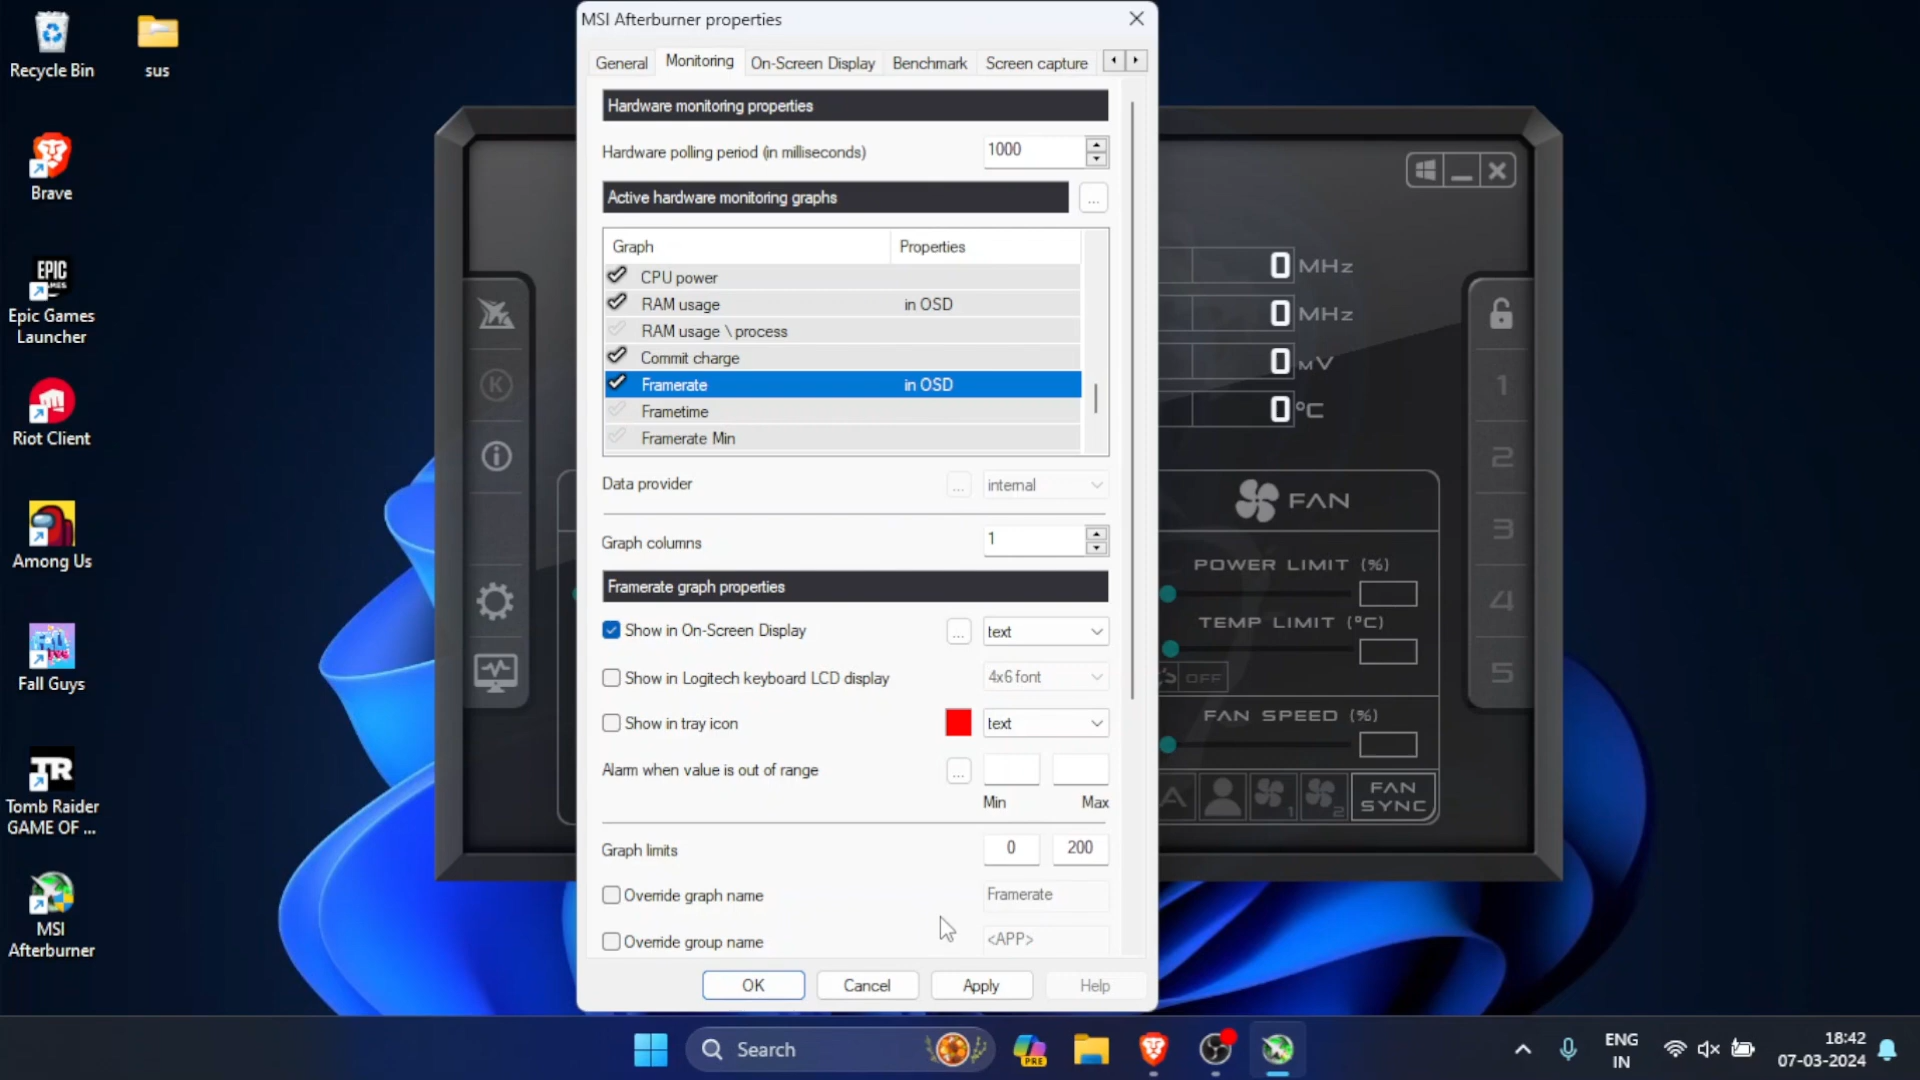 Recycle Bin
sus
Brave
EPIC
GAMES
Epic Games
Launcher
Riot Client
Among Us
Fall Guys
TR
Tomb Raider
GAME OF ...
MSI
Afterburner
MSI Afterburner properties
General
Monitoring
On-Screen Display
Benchmark
Screen capture
Hardware monitoring properties
Hardware polling period (in milliseconds)
1000
Active hardware monitoring graphs
...
Graph
Properties
CPU power
RAM usage
in OSD
RAM usage \ process
Commit charge
Framerate
in OSD
Frametime
Framerate Min
Data provider
...
internal
Graph columns
1
Framerate graph properties
Show in On-Screen Display
...
text
Show in Logitech keyboard LCD display
4x6 font
Show in tray icon
text
Alarm when value is out of range
...
Min
Max
Graph limits
0
200
Override graph name
Framerate
Override group name
<APP>
OK
Cancel
Apply
Help
K
0 MHz
0 MHz
0 MV
0 °C
FAN
POWER LIMIT (%)
TEMP LIMIT (°C)
OFF
FAN SPEED (%)
A
1
2
FAN
SYNC
1
2
3
4
5
Search
PRE
ENG
IN
18:42
07-03-2024